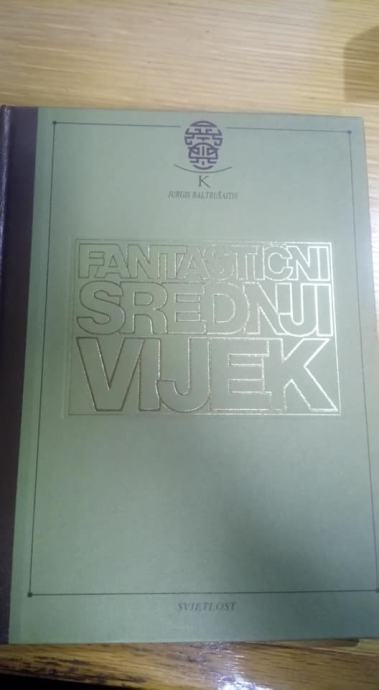 K
JURGIS BALTRUŠAITIS
FANTASTIČNI
SREDNJI
VIJEK
SVJETLOST